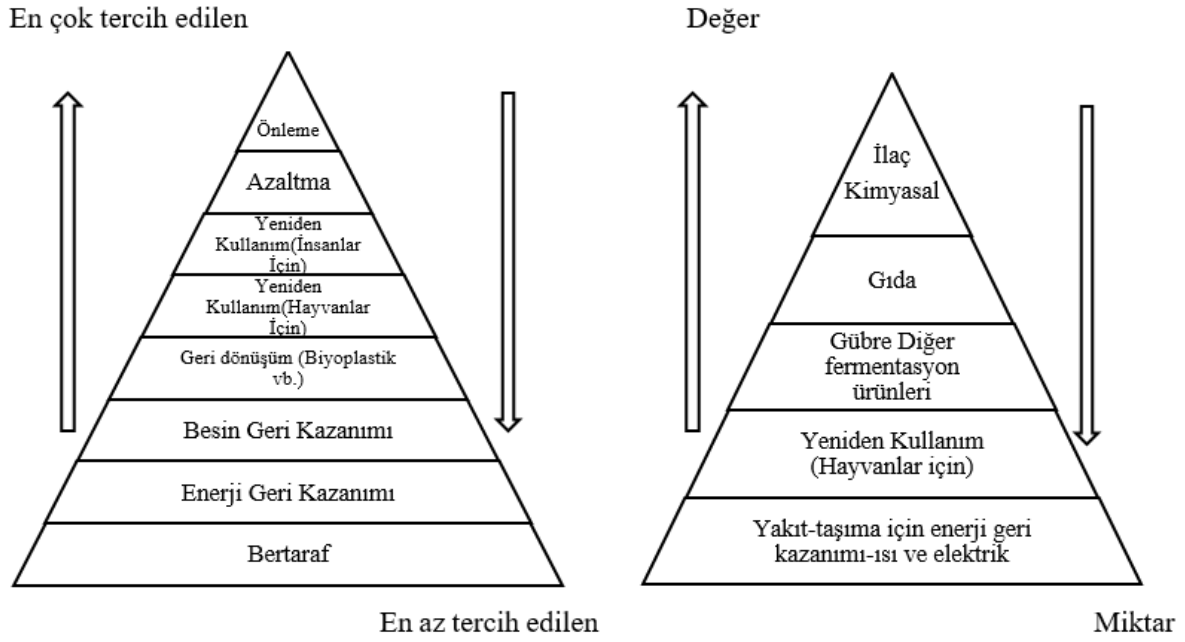 En çok tercih edilen
Önleme
Azaltma
Yeniden
Kullanım(İnsanlar
İçin)
Yeniden
Kullanım(Hayvanlar
İçin)
Geri dönüşüm (Biyoplastik
vb.)
Besin Geri Kazanımı
Enerji Geri Kazanımı
Bertaraf
En az tercih edilen
Değer
İlaç
Kimyasal
Gıda
Gübre Diğer
fermentasyon
ürünleri
Yeniden Kullanım
(Hayvanlar için)
Yakıt-taşıma için enerji geri
kazanımı-ısı ve elektrik
Miktar